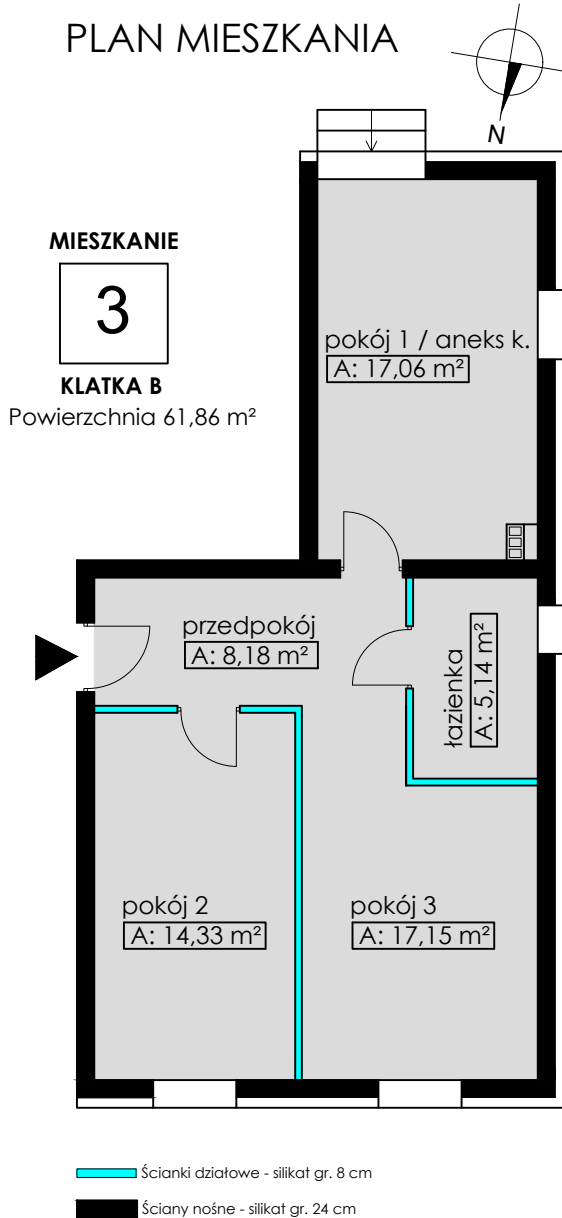 PLAN MIESZKANIA
N
MIESZKANIE
3
KLATKA B
Powierzchnia 61,86 m²
pokój 1 / aneks k.
A: 17,06 m²
przedpokój
A: 8,18 m²
łazienka
A: 5,14 m²
pokój 2
A: 14,33 m²
pokój 3
A: 17,15 m²
Ścianki działowe - silikat gr. 8 cm
Ściany nośne - silikat gr. 24 cm